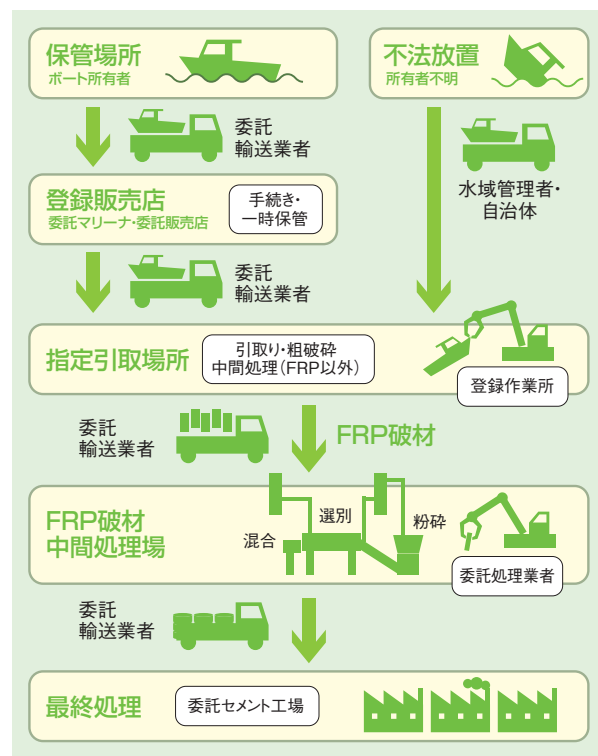 保管場所
ボート所有者
不法放置
所有者不明
委託
輸送業者
水域管理者・
自治体
登録販売店
委託マリーナ・委託販売店
手続き・
一時保管
委託
輸送業者
指定引取場所
引取り・粗破砕
中間処理(FRP以外)
登録作業所
委託
輸送業者
FRP破材
FRP破材
中間処理場
混合
選別
粉砕
委託処理業者
委託
輸送業者
最終処理
委託セメント工場